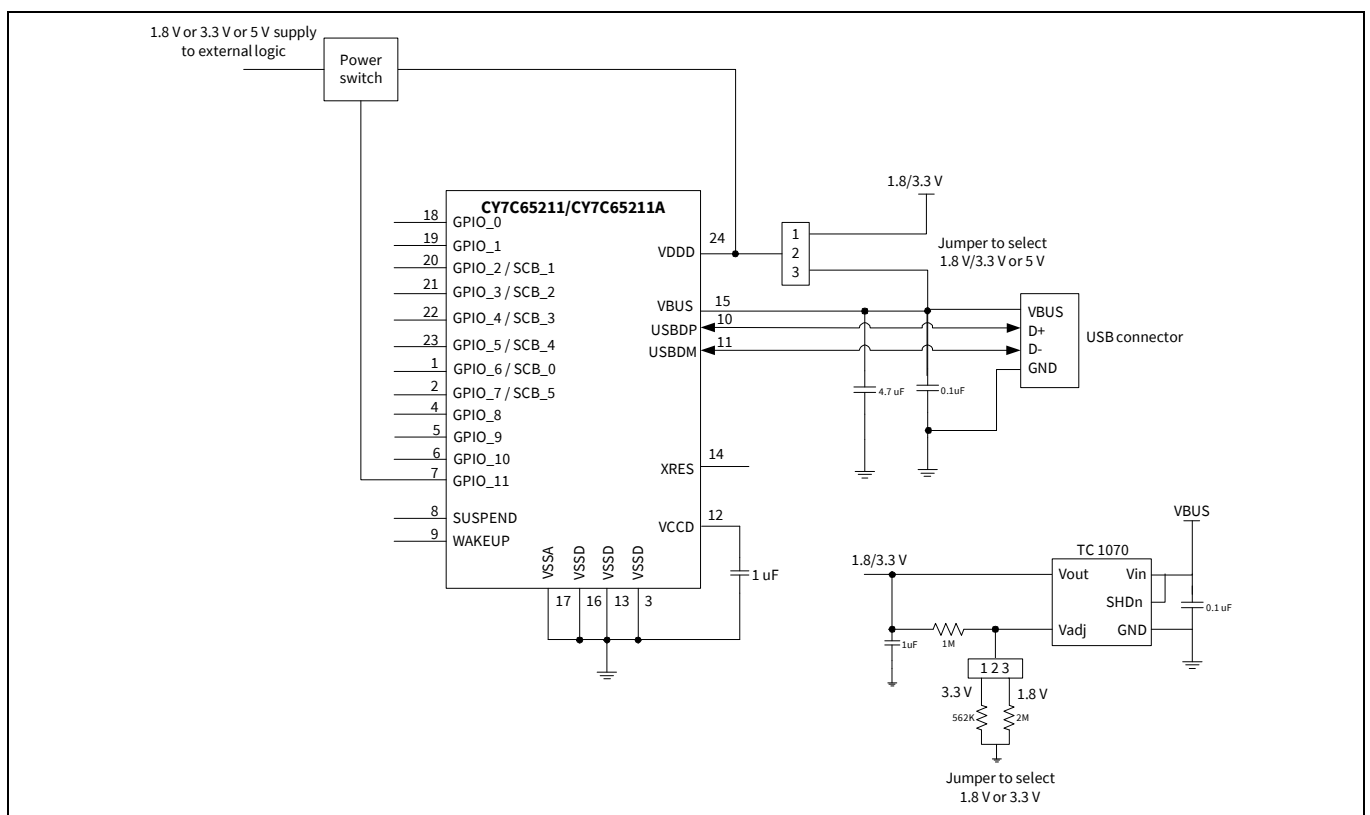 1.8 V or 3.3 V or 5 V supply
to external logic
Power
switch
CY7C65211/CY7C65211A
18 GPIO_0
19 GPIO_1
20 GPIO_2 / SCB_1
21 GPIO_3 / SCB_2
22 GPIO_4 / SCB_3
23 GPIO_5 / SCB_4
1 GPIO_6 / SCB_0
2 GPIO_7 / SCB_5
4 GPIO_8
5 GPIO_9
6 GPIO_10
7 GPIO_11
8 SUSPEND
9 WAKEUP
VDDD 24
VBUS 15
USBDP 10
USBDM 11
XRES 14
VCCD 12
VSSA
VSSD
VSSD
VSSD
17 16 13 3
1 uF
1.8/3.3 V
1
2
3
Jumper to select
1.8 V/3.3 V or 5 V
VBUS
D+
D-
GND
USB connector
4.7 uF
0.1uF
VBUS
TC 1070
1.8/3.3 V
Vout Vin
SHDn
Vadj GND
0.1 uF
1uF
1M
1 2 3
3.3 V 1.8 V
562K 2M
Jumper to select
1.8 V or 3.3 V